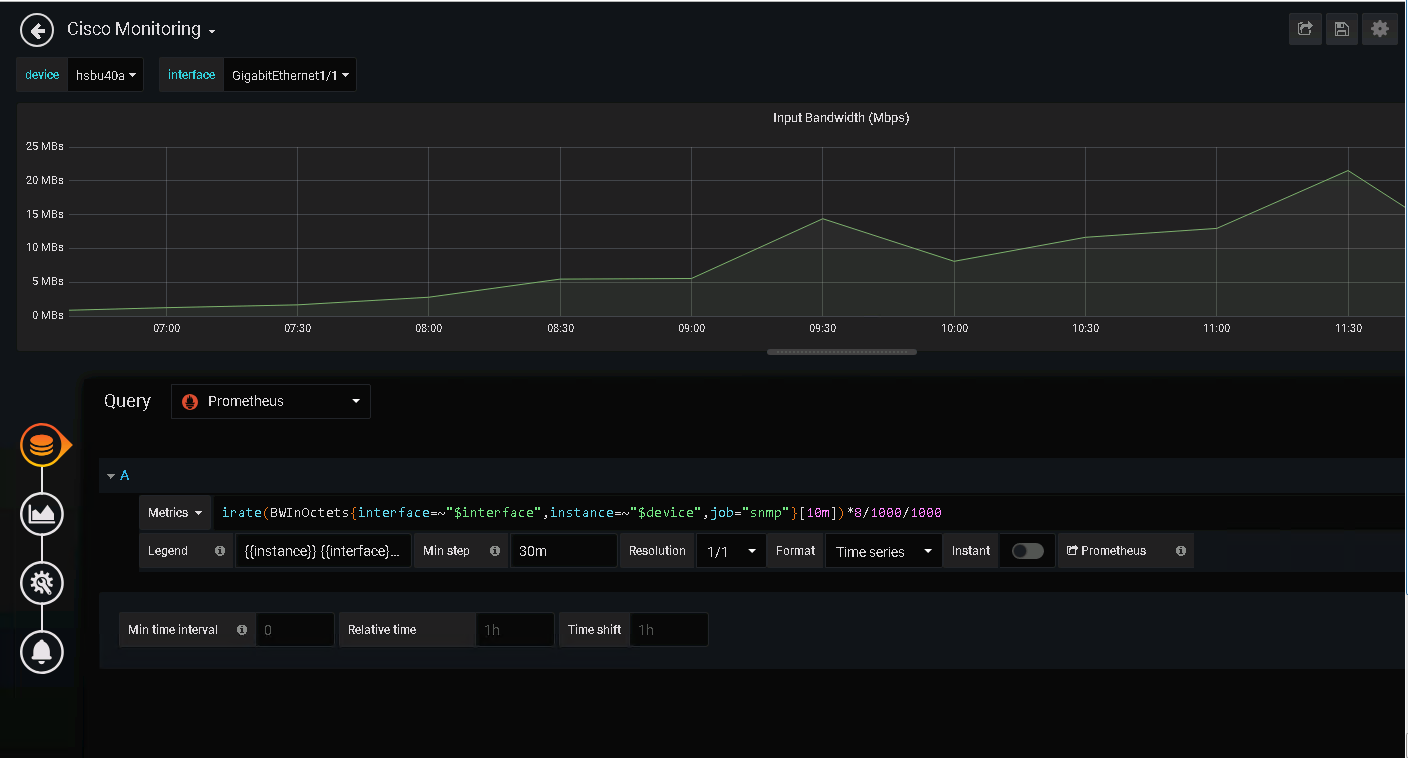 Cisco Monitoring
device hsbu40a interface GigabitEthernet1/1
Input Bandwidth (Mbps)
25 MBs
20 MBs
15 MBs
10 MBs
5 MBs
0 MBs
07:00 07:30 08:00 08:30 09:00 09:30 10:00 10:30 11:00 11:30
Query Prometheus
A
Metrics irate(BWInOctets{interface=~"$interface",instance=~"$device",job="snmp"}[10m])*8/1000/1000
Legend {{instance}} {{interface}... Min step 30m Resolution 1/1 Format Time series Instant Prometheus
Min time interval 0 Relative time 1h Time shift 1h